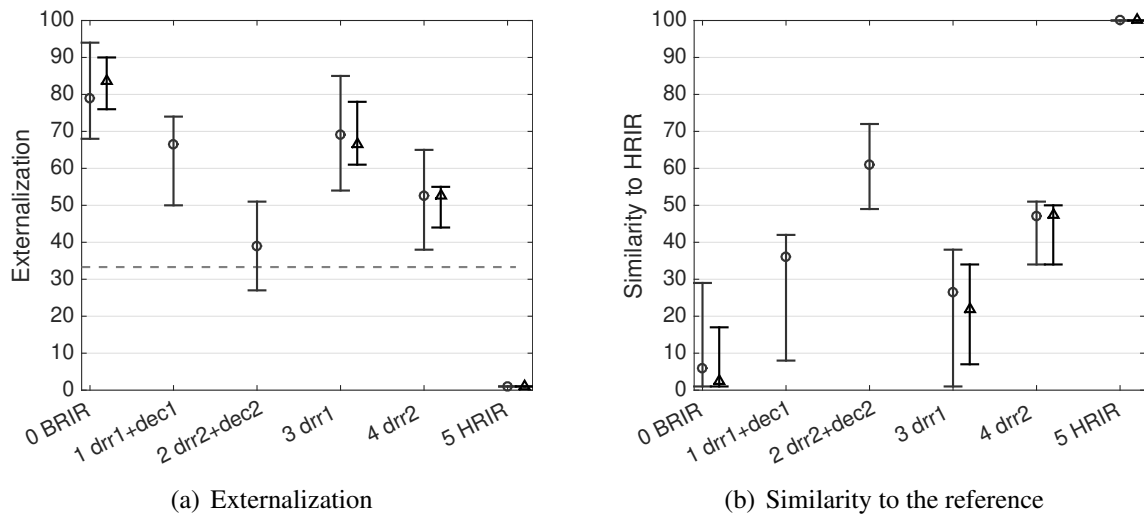 100
90
80
70
60
50
40
30
20
10
0
Externalization
0 BRIR
1 drr1+dec1
2 drr2+dec2
3 drr1
4 drr2
5 HRIR
(a) Externalization
100
90
80
70
60
50
40
30
20
10
0
Similarity to HRIR
0 BRIR
1 drr1+dec1
2 drr2+dec2
3 drr1
4 drr2
5 HRIR
(b) Similarity to the reference